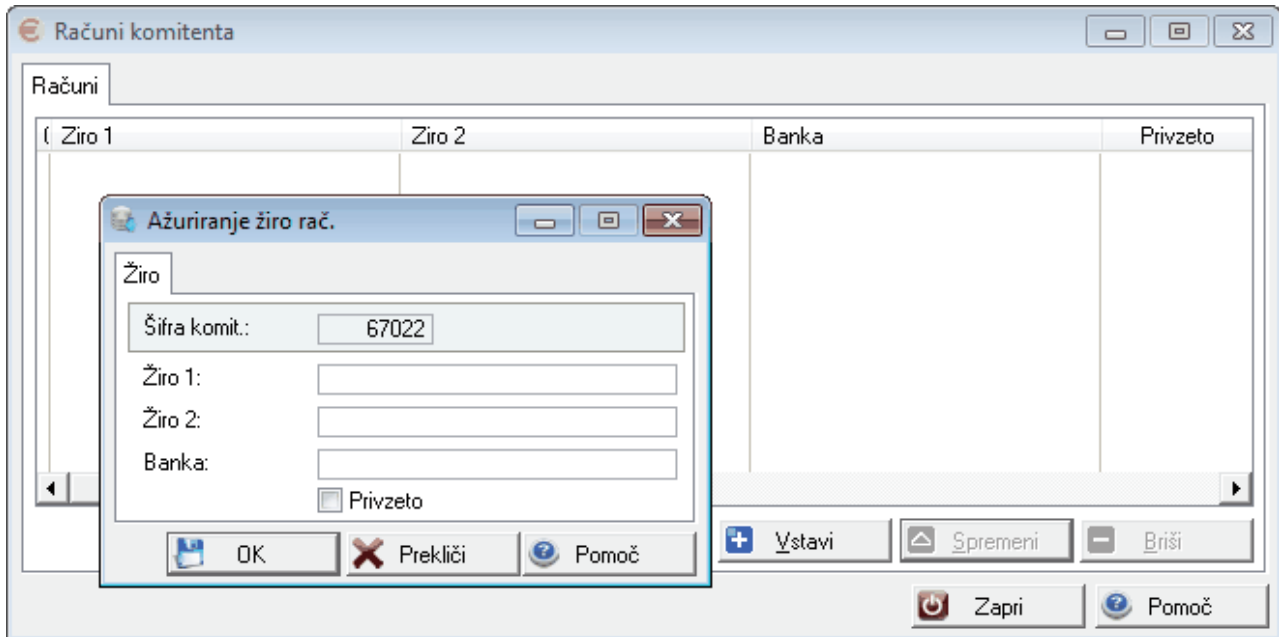 Računi komitenta
Računi
( Ziro 1 Ziro 2 Banka Privzeto
Ažuriranje žiro rač.
Žiro
Šifra komit.: 67022
Žiro 1:
Žiro 2:
Banka:
Privzeto
OK Prekliči Pomoč
Vstavi Spremeni Briši
Zapri Pomoč